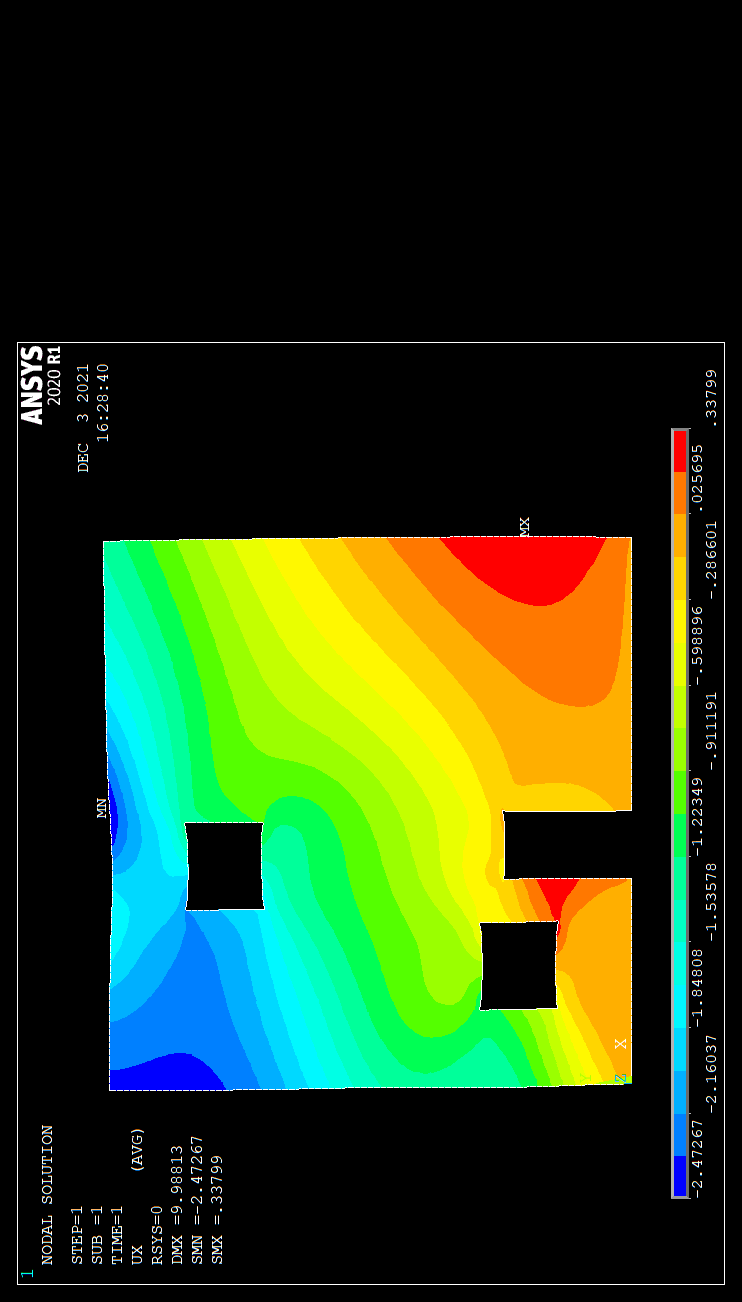 1
NODAL SOLUTION
STEP=1
SUB =1
TIME=1
UX (AVG)
RSYS=0
DMX =9.98813
SMN =-2.47267
SMX =.33799
ANSYS
2020 R1
DEC 3 2021
16:28:40
MN
MX
Y
Z
X
-2.47267
-2.16037
-1.84808
-1.53578
-1.22349
-.911191
-.598896
-.286601
.025695
.33799